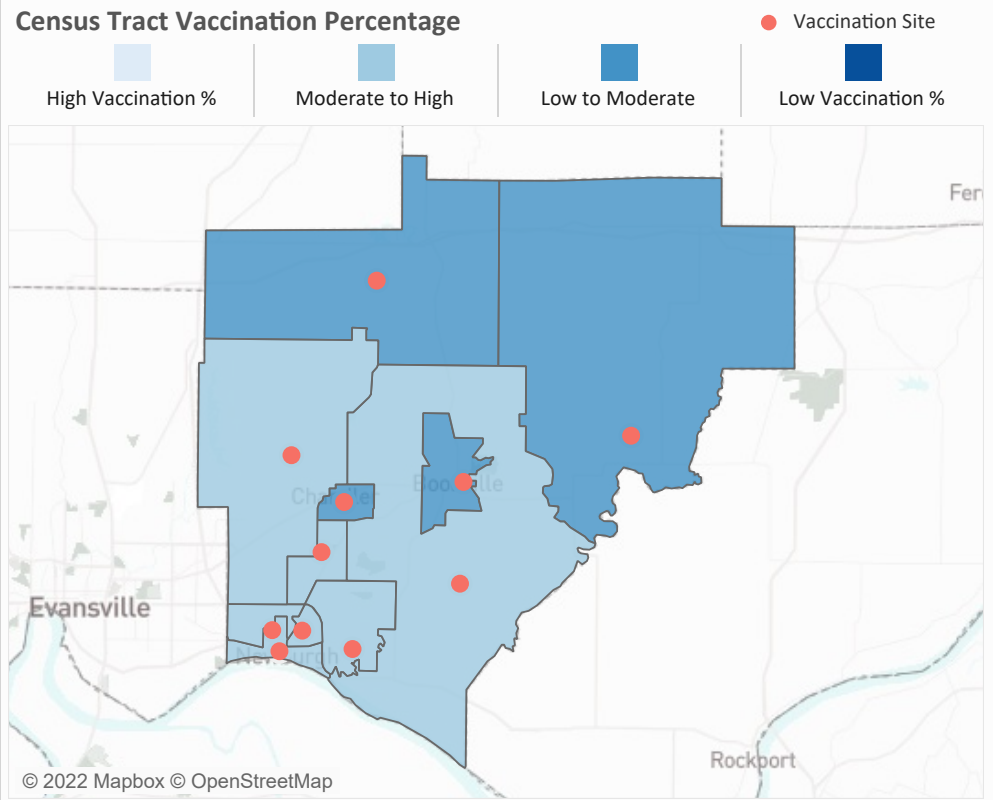 Census Tract Vaccination Percentage
Vaccination Site
High Vaccination %
Moderate to High
Low to Moderate
Low Vaccination %
Evansville
Rockport
© 2022 Mapbox © OpenStreetMap